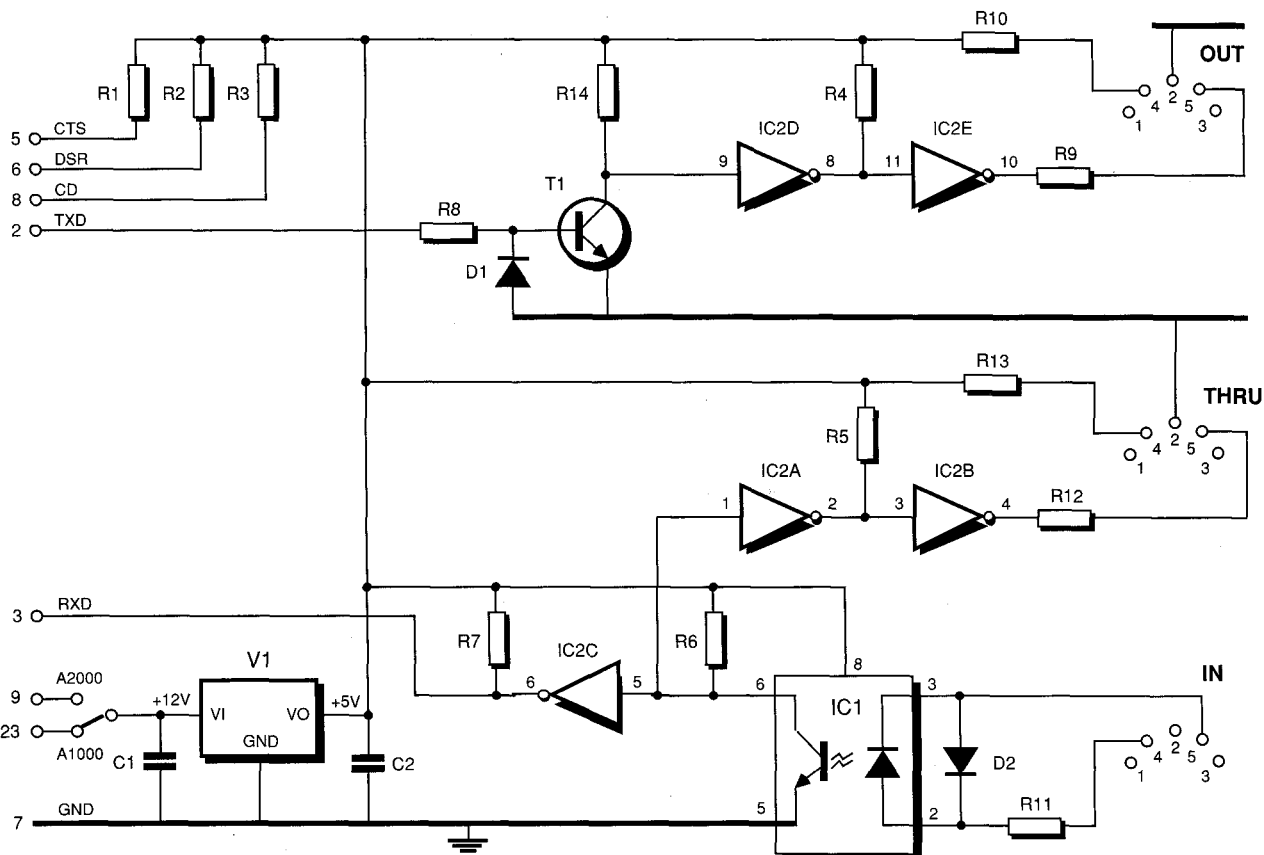 R10
OUT
R1 R2 R3 R14 R4
4 2 5
1 3
5 CTS
IC2D IC2E
6 DSR
9 8 11 10 R9
8 CD
T1
2 TXD R8
D1
R13
THRU
R5
4 2 5
1 3
IC2A IC2B
1 2 3 4 R12
3 RXD
R7 IC2C R6
V1
8
A2000
6 5 6 3 IN
9 +12V VI VO +5V
IC1
23 GND
A1000
4 2 5
1 3
C1 C2 D2
R11
7 GND 5 2